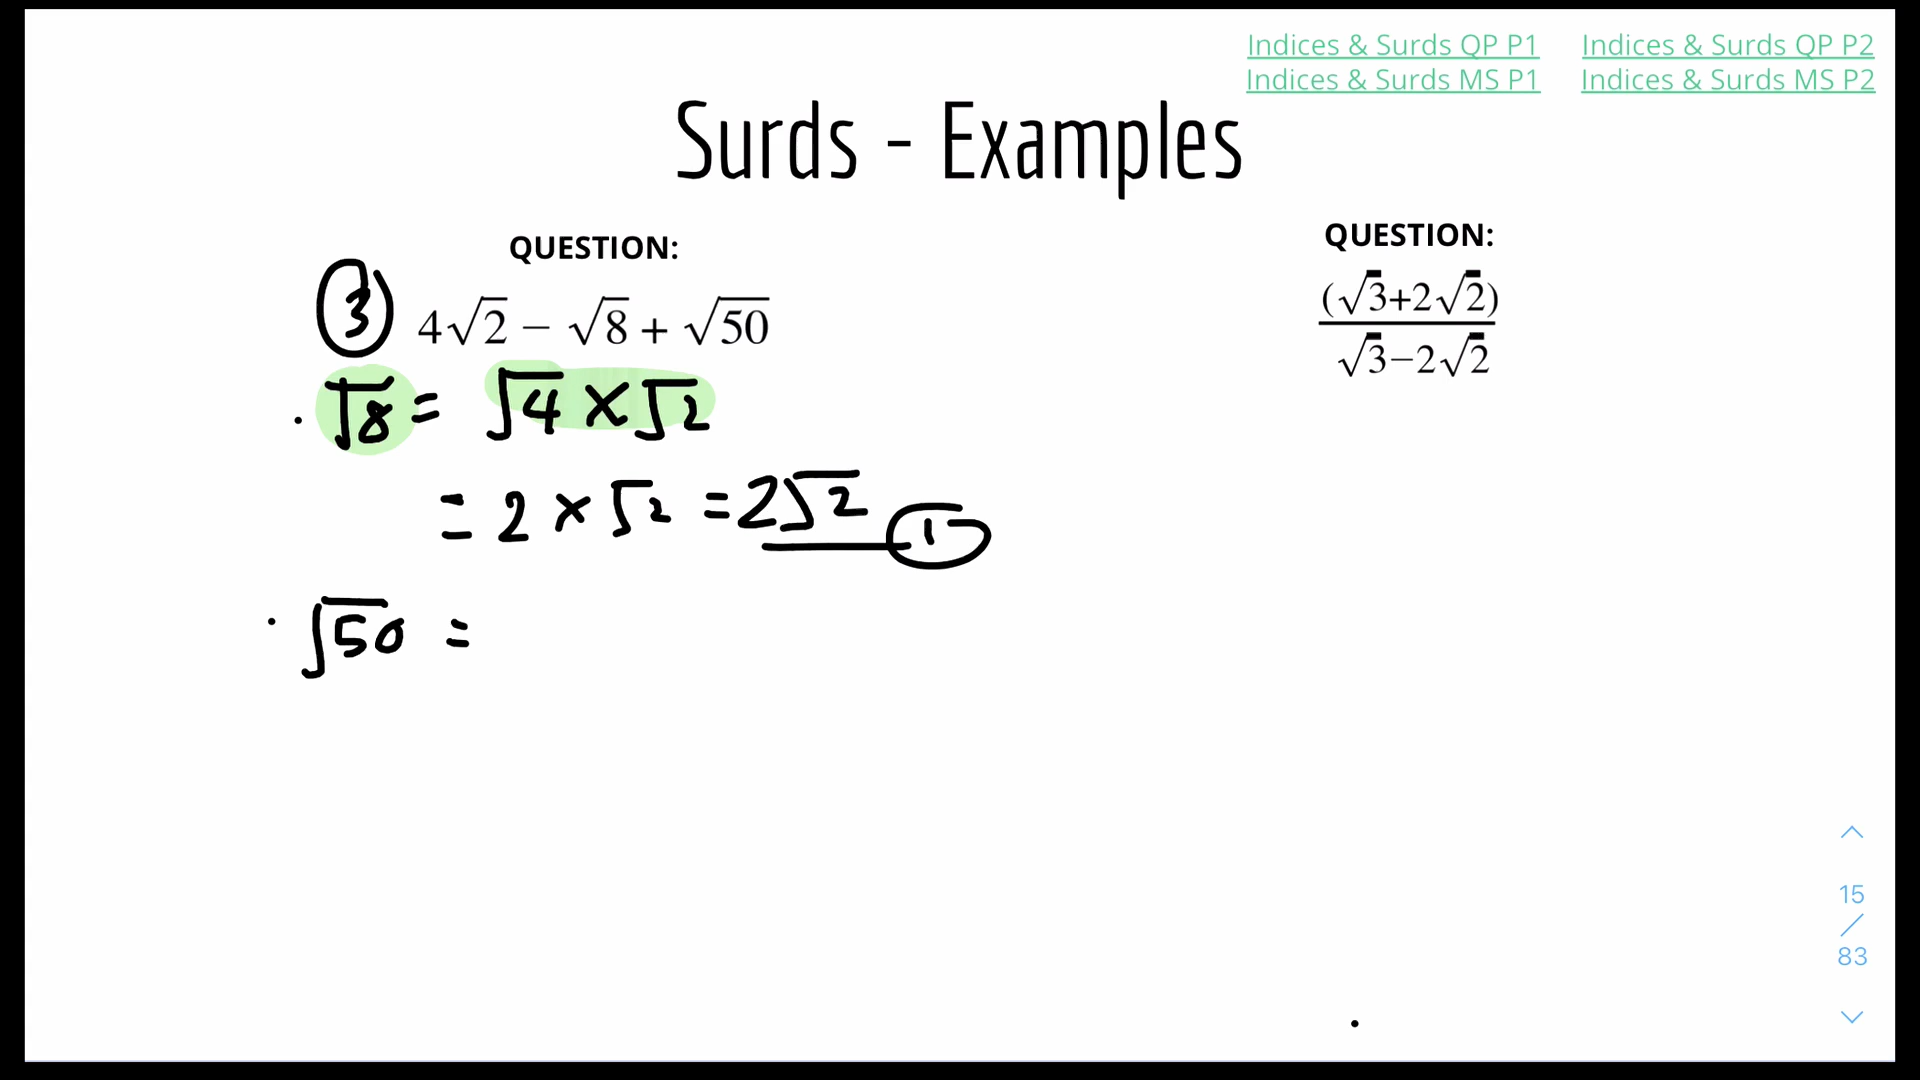 Indices & Surds QP P1 Indices & Surds QP P2
Indices & Surds MS P1 Indices & Surds MS P2
Surds - Examples
QUESTION:
③ 4√2 − √8 + √50
. √8 = √4 × √2
= 2 × √2 = 2√2 ①
. √50 =
QUESTION:
(√3+2√2)
√3−2√2
15
/
83